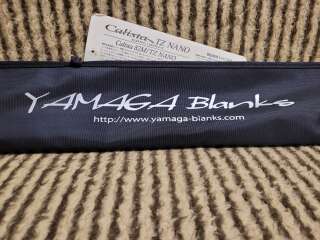 Calista TZ NANO
Calista 82M/TZ NANO
YAMAGA Blanks
http://www.yamaga-blanks.com